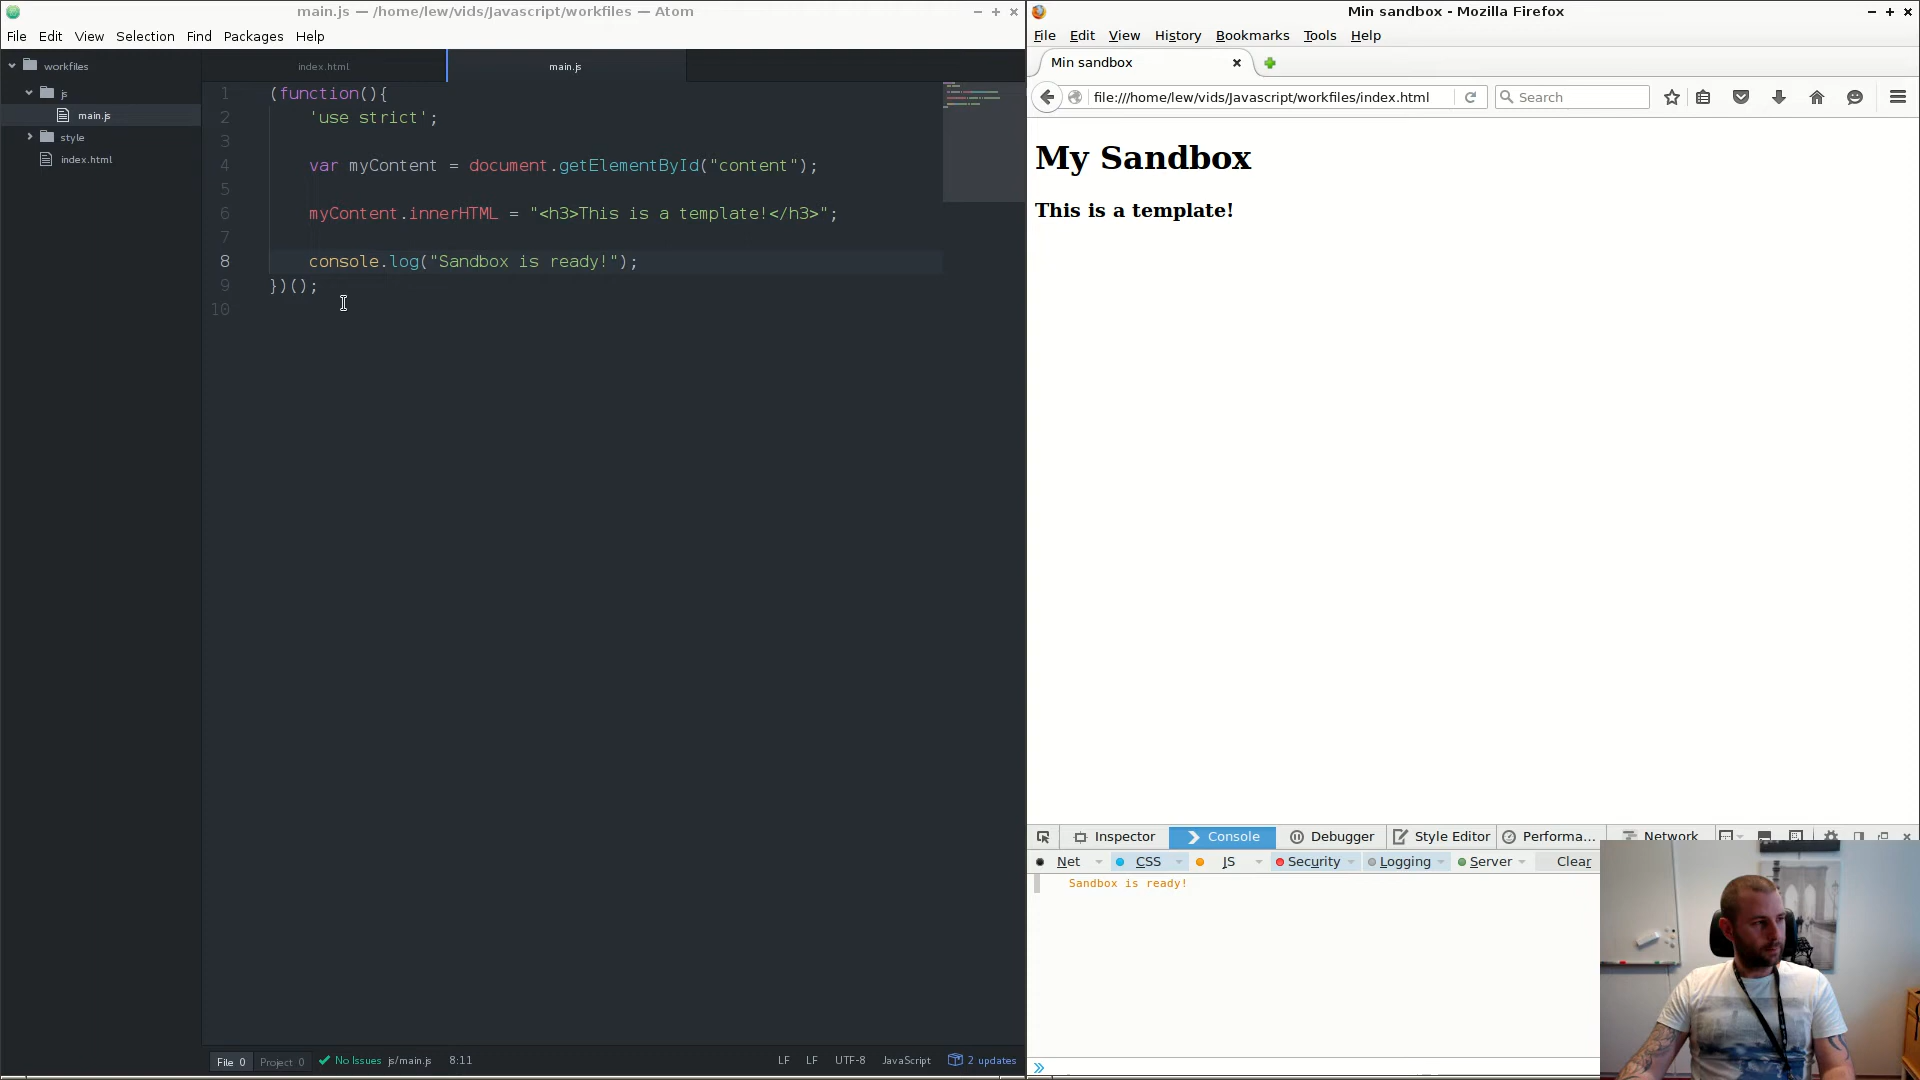 main.js — /home/lew/vids/Javascript/workfiles — Atom
File Edit View Selection Find Packages Help
workfiles
js
main.js
style
index.html
index.html
main.js
1 (function(){
2 'use strict';
3
4 var myContent = document.getElementById("content");
5
6 myContent.innerHTML = "<h3>This is a template!</h3>";
7
8 console.log("Sandbox is ready!");
9 })();
10
File 0 Project 0 No Issues js/main.js 8:11 LF LF UTF-8 JavaScript 2 updates
Min sandbox - Mozilla Firefox
File Edit View History Bookmarks Tools Help
Min sandbox
file:///home/lew/vids/Javascript/workfiles/index.html Search
My Sandbox
This is a template!
Inspector Console Debugger Style Editor Performa... Network
Net CSS JS Security Logging Server Clear
Sandbox is ready!